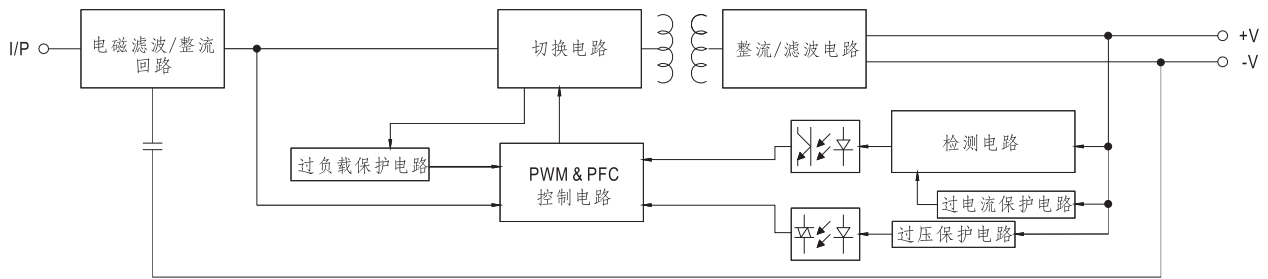 I/P
电磁滤波/整流
回路
切换电路
整流/滤波电路
+V
-V
过负载保护电路
PWM & PFC
控制电路
检测电路
过电流保护电路
过压保护电路